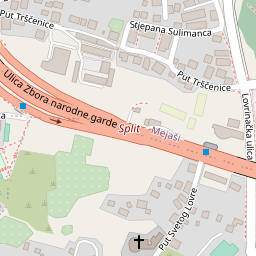 Stjepana Sulimanca
Put Trščenice
Put Trščenice
Lovrinačka ulica
Ulica Zbora narodne garde
Split - Mejaši
Put Svetog Lovre